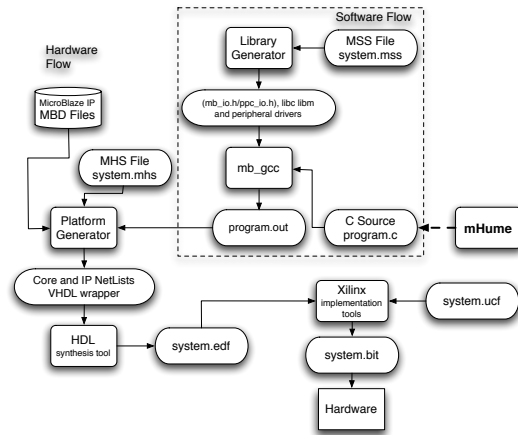 Software Flow
Library
Generator
MSS File
system.mss
Hardware
Flow
MicroBlaze IP
MBD Files
(mb_io.h/ppc_io.h), libc libm
and peripheral drivers
MHS File
system.mhs
mb_gcc
Platform
Generator
program.out
C Source
program.c
mHume
Core and IP NetLists
VHDL wrapper
Xilinx
implementation
tools
system.ucf
HDL
synthesis tool
system.edf
system.bit
Hardware